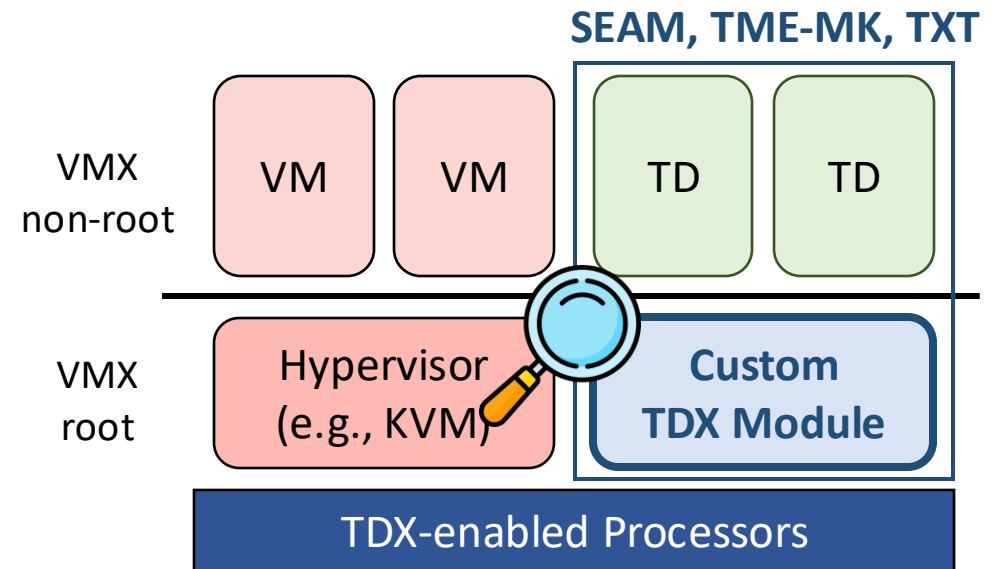 SEAM, TME-MK, TXT
VMX
non-root
VM
VM
TD
TD
VMX
root
Hypervisor
(e.g., KVM)
Custom
TDX Module
TDX-enabled Processors